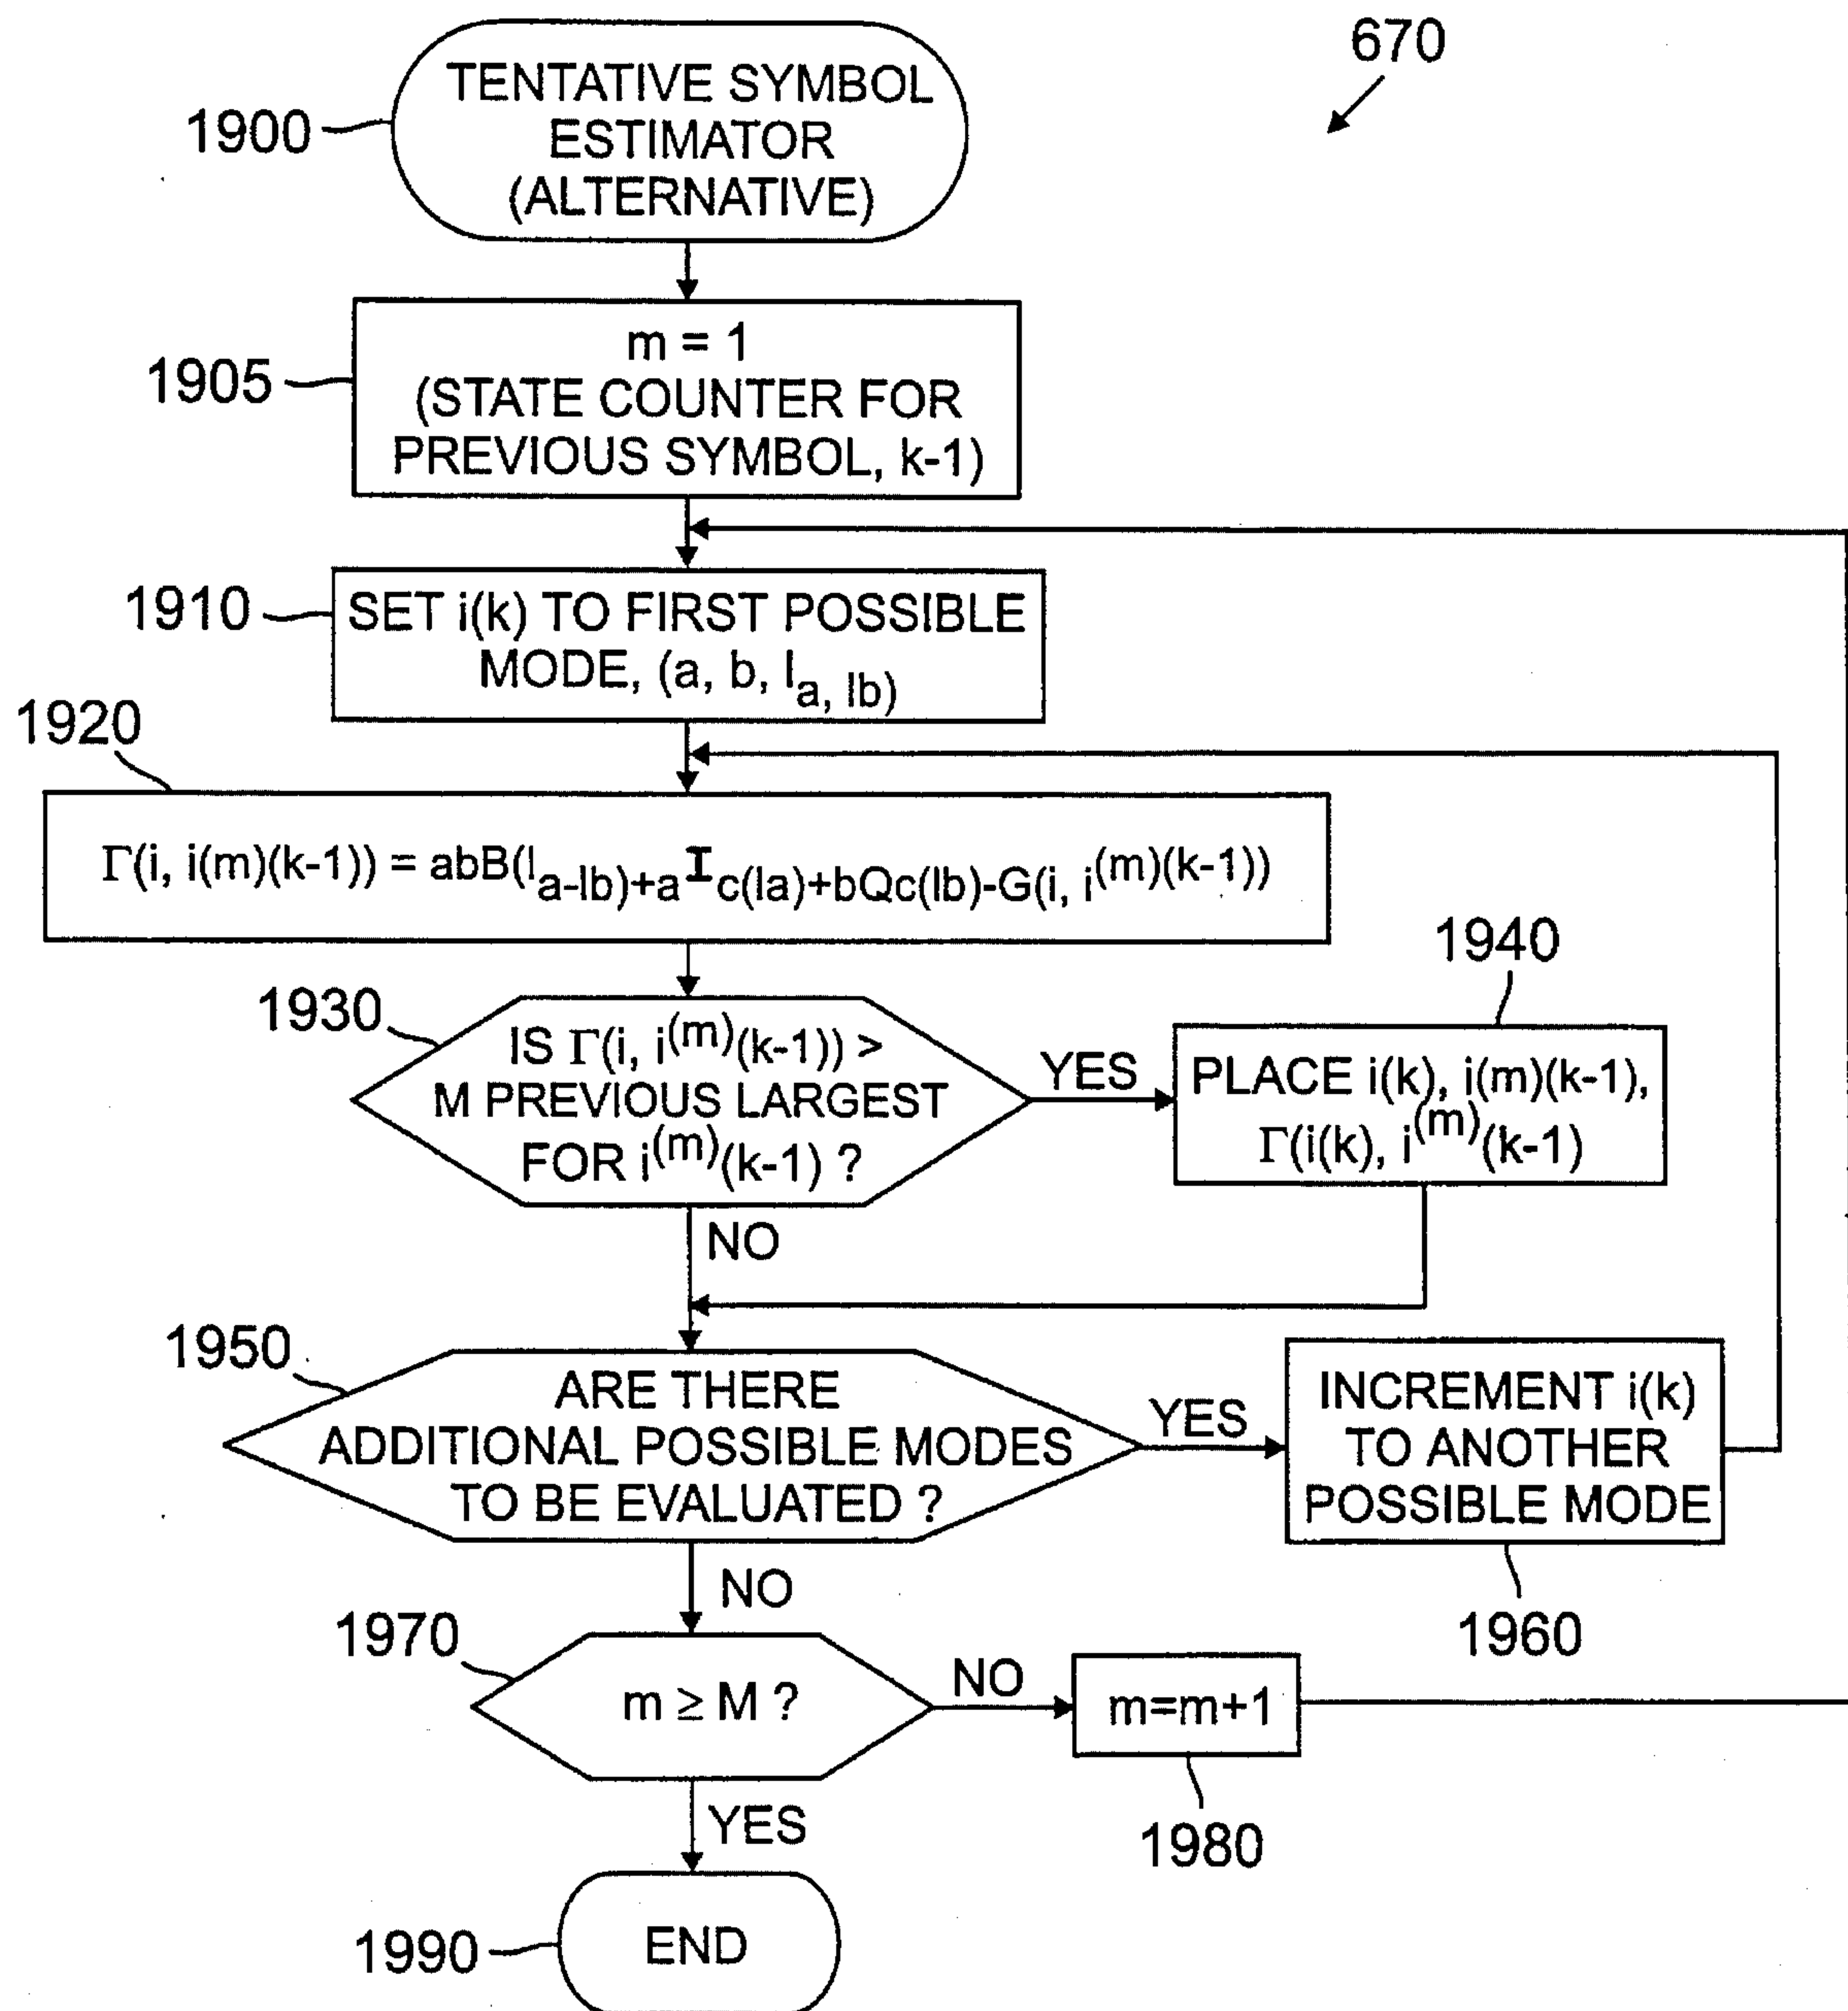 670
1900
TENTATIVE SYMBOL
ESTIMATOR
(ALTERNATIVE)
1905
m = 1
(STATE COUNTER FOR
PREVIOUS SYMBOL, k-1)
1910
SET i(k) TO FIRST POSSIBLE
MODE, (a, b, l_a, lb)
1920
Γ(i, i(m)(k-1)) = abB(l_a-lb)+aI_c(la)+bQc(lb)-G(i, i^(m)(k-1))
1930
IS Γ(i, i^(m)(k-1)) >
M PREVIOUS LARGEST
FOR i^(m)(k-1) ?
YES
NO
1940
PLACE i(k), i(m)(k-1),
Γ(i(k), i^(m)(k-1)
1950
ARE THERE
ADDITIONAL POSSIBLE MODES
TO BE EVALUATED ?
YES
NO
INCREMENT i(k)
TO ANOTHER
POSSIBLE MODE
1960
1970
m ≥ M ?
NO
YES
m=m+1
1980
1990
END